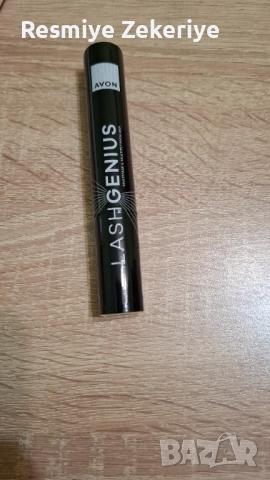 Resmiye Zekeriye
AVON
LASHGENIUS
bazar